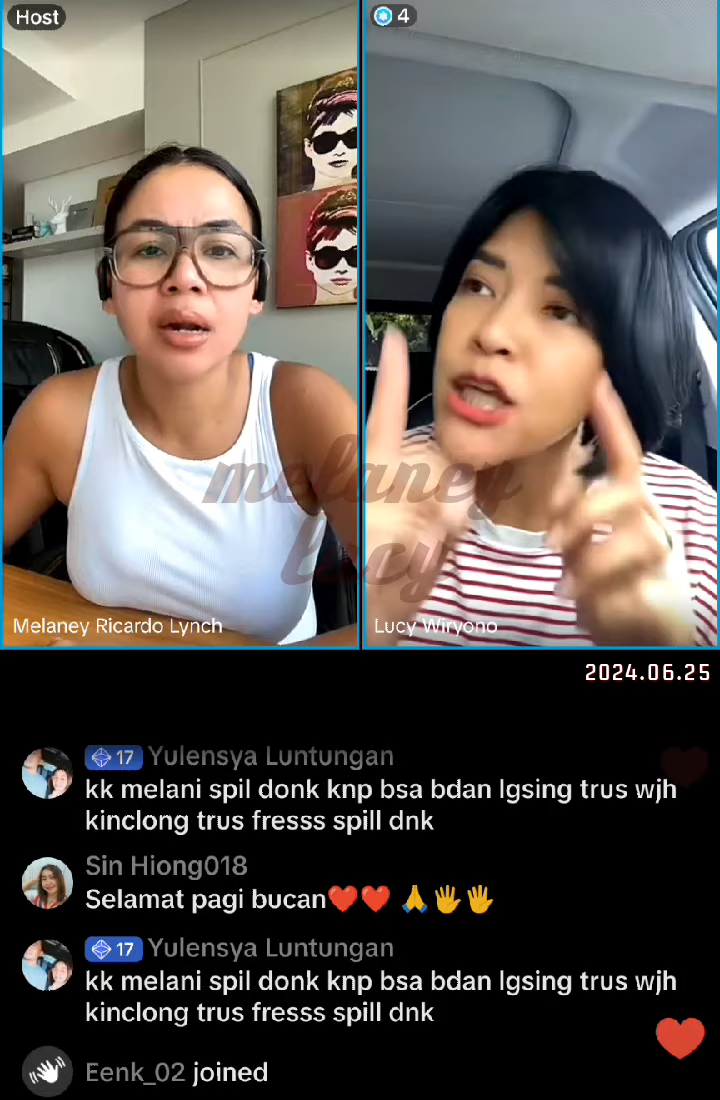 Host
4
melaney
lucy
Melaney Ricardo Lynch
Lucy Wiryono
2024.06.25
17 Yulensya Luntungan
kk melani spil donk knp bsa bdan lgsing trus wjh
kinclong trus fresss spill dnk
Sin Hiong018
Selamat pagi bucan❤️❤️ 🙏🖐️🖐️
17 Yulensya Luntungan
kk melani spil donk knp bsa bdan lgsing trus wjh
kinclong trus fresss spill dnk
Eenk_02 joined